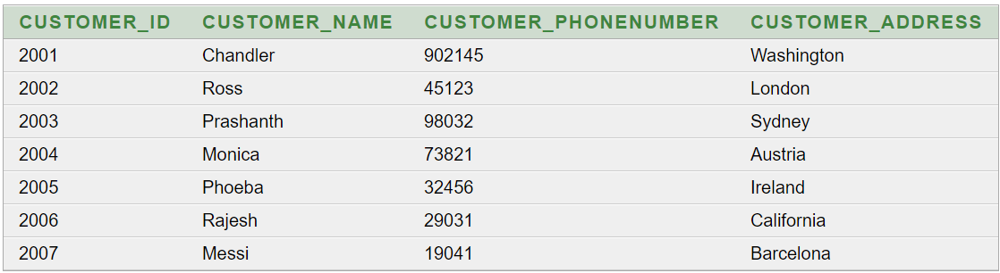 CUSTOMER_ID CUSTOMER_NAME CUSTOMER_PHONENUMBER CUSTOMER_ADDRESS
2001 Chandler 902145 Washington
2002 Ross 45123 London
2003 Prashanth 98032 Sydney
2004 Monica 73821 Austria
2005 Phoeba 32456 Ireland
2006 Rajesh 29031 California
2007 Messi 19041 Barcelona